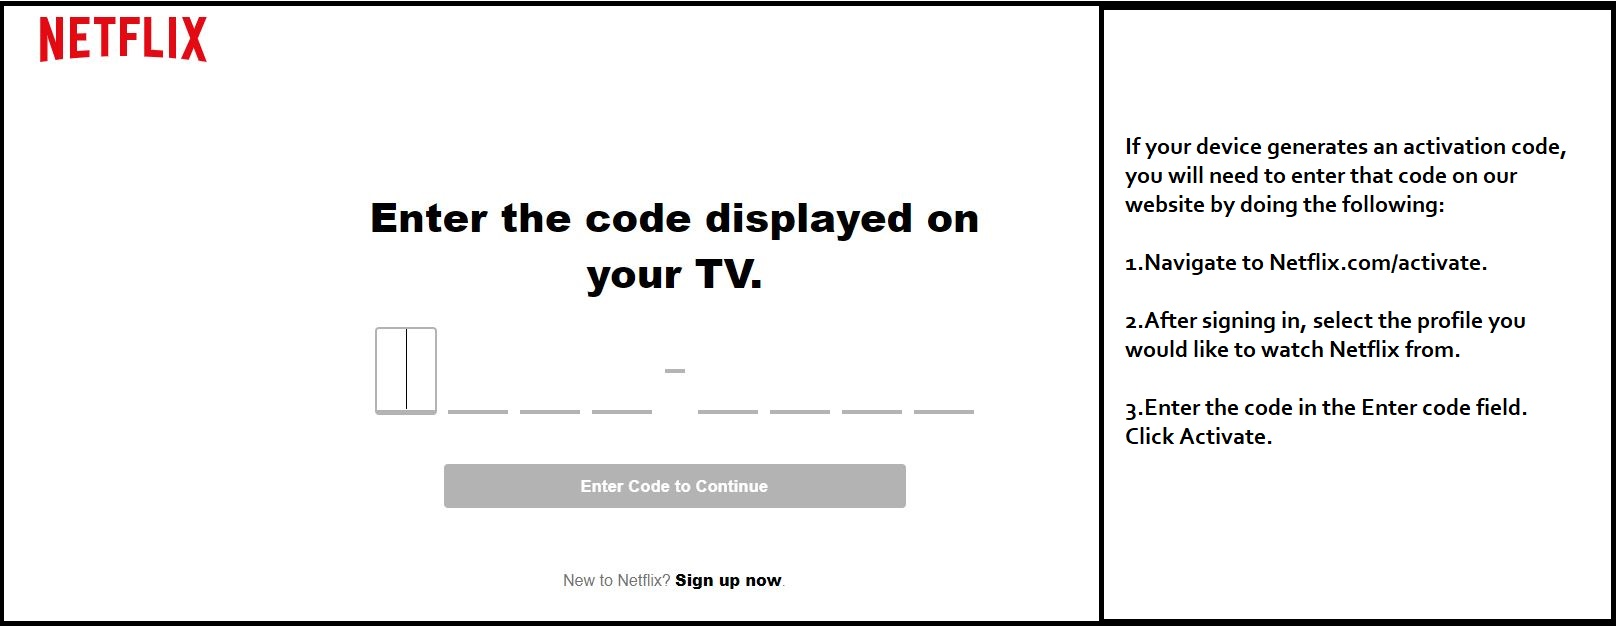 NETFLIX
Enter the code displayed on
your TV.
Enter Code to Continue
New to Netflix? Sign up now.
If your device generates an activation code,
you will need to enter that code on our
website by doing the following:
1.Navigate to Netflix.com/activate.
2.After signing in, select the profile you
would like to watch Netflix from.
3.Enter the code in the Enter code field.
Click Activate.